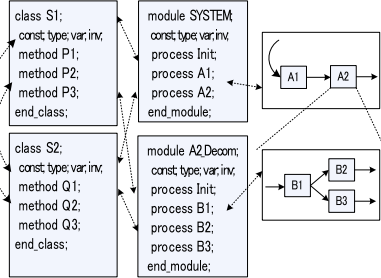 class S1;
const; type; var; inv;
method P1;
method P2;
method P3;
end_class;
class S2;
const; type; var; inv;
method Q1;
method Q2;
method Q3;
end_class;
module SYSTEM;
const; type; var; inv;
process Init;
process A1;
process A2;
end_module;
module A2_Decom;
const; type; var; inv;
process Init;
process B1;
process B2;
process B3;
end_module;
A1
A2
B1
B2
B3